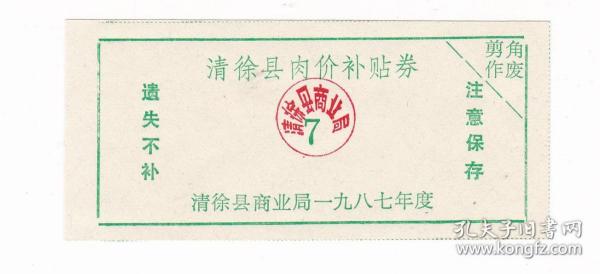 清徐县肉价补贴券
剪角
作废
遗失不补
清徐县商业局
7
注意保存
清徐县商业局一九八七年度
孔夫子旧书网
www.kongfz.com